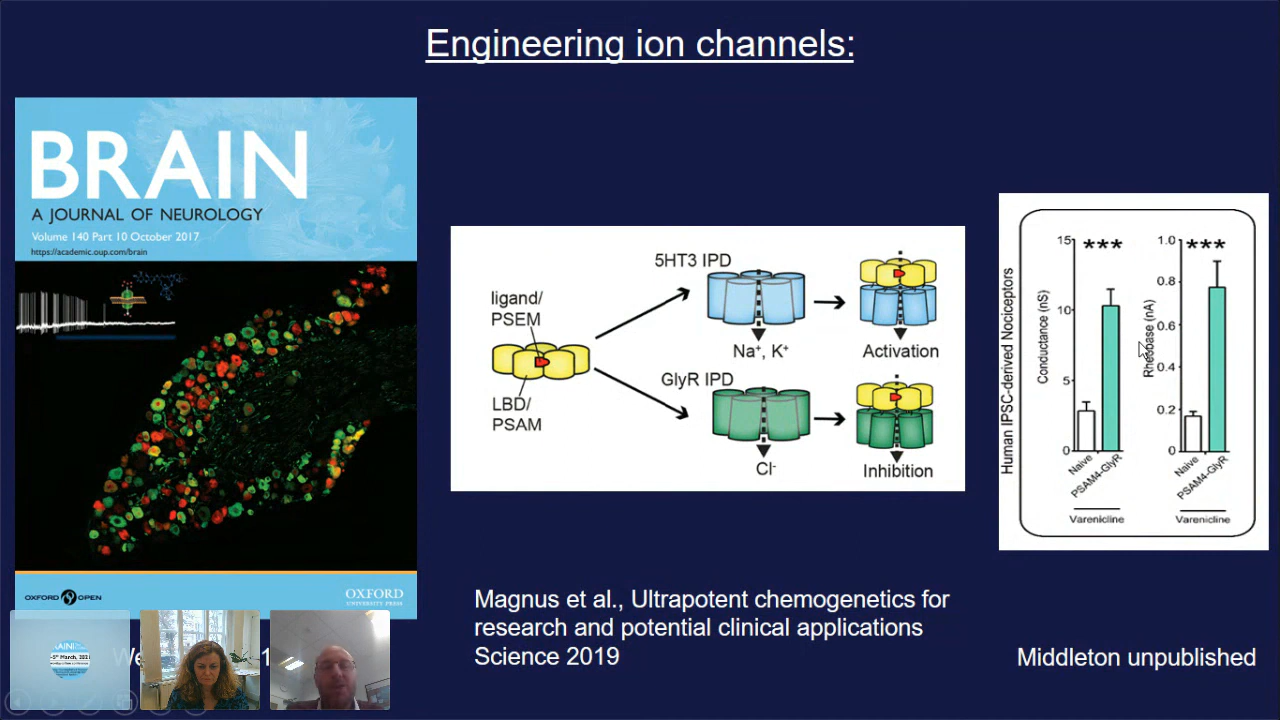 Engineering ion channels:
BRAIN
A JOURNAL OF NEUROLOGY
Volume 140 Part 10 October 2017
https://academic.oup.com/brain
OXFORD OPEN
OXFORD
UNIVERSITY PRESS
ligand/
PSEM
LBD/
PSAM
5HT3 IPD
Na⁺, K⁺
Activation
GlyR IPD
Cl⁻
Inhibition
Magnus et al., Ultrapotent chemogenetics for
research and potential clinical applications
Science 2019
Human IPSC-derived Nociceptors
Conductance (nS)
15
10
5
0
***
Naive
PSAM4-GlyR
Varenicline
Rheobase (nA)
1.0
0.8
0.6
0.4
0.2
0
***
Naive
PSAM4-GlyR
Varenicline
Middleton unpublished